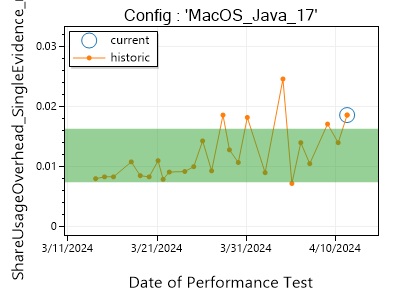 Config : 'MacOS_Java_17'
current
historic
0.03
0.02
0.01
0
3/11/2024
3/21/2024
3/31/2024
4/10/2024
Date of Performance Test
ShareUsageOverhead_SingleEvidence_